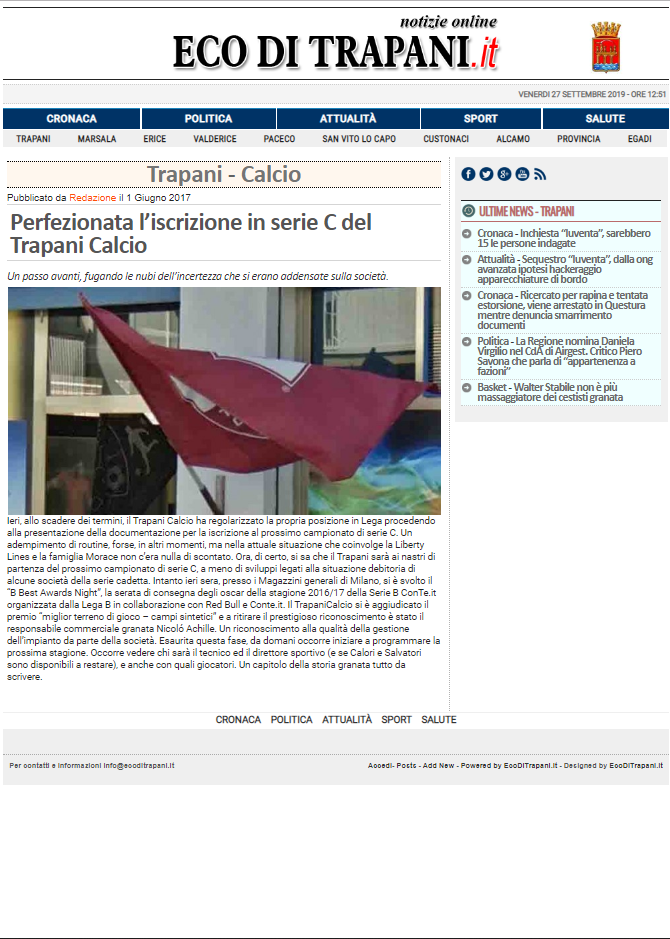 notizie online
ECO DI TRAPANI.it
VENERDI 27 SETTEMBRE 2019 - ORE 12:51
CRONACA POLITICA ATTUALITÀ SPORT SALUTE
TRAPANI MARSALA ERICE VALDERICE PACECO SAN VITO LO CAPO CUSTONACI ALCAMO PROVINCIA EGADI
Trapani - Calcio
Pubblicato da Redazione il 1 Giugno 2017
Perfezionata l’iscrizione in serie C del
Trapani Calcio
Un passo avanti, fugando le nubi dell’incertezza che si erano addensate sulla società.
Ieri, allo scadere dei termini, il Trapani Calcio ha regolarizzato la propria posizione in Lega procedendo
alla presentazione della documentazione per la iscrizione al prossimo campionato di serie C. Un
adempimento di routine, forse, in altri momenti, ma nella attuale situazione che coinvolge la Liberty
Lines e la famiglia Morace non c’era nulla di scontato. Ora, di certo, si sa che il Trapani sarà ai nastri di
partenza del prossimo campionato di serie C, a meno di sviluppi legati alla situazione debitoria di
alcune società della serie cadetta. Intanto ieri sera, presso i Magazzini generali di Milano, si è svolto il
“B Best Awards Night”, la serata di consegna degli oscar della stagione 2016/17 della Serie B ConTe.it
organizzata dalla Lega B in collaborazione con Red Bull e Conte.it. Il TrapaniCalcio si è aggiudicato il
premio “miglior terreno di gioco – campi sintetici” e a ritirare il prestigioso riconoscimento è stato il
responsabile commerciale granata Nicoló Achille. Un riconoscimento alla qualità della gestione
dell’impianto da parte della società. Esaurita questa fase, da domani occorre iniziare a programmare la
prossima stagione. Occorre vedere chi sarà il tecnico ed il direttore sportivo (e se Calori e Salvatori
sono disponibili a restare), e anche con quali giocatori. Un capitolo della storia granata tutto da
scrivere.
ULTIME NEWS - TRAPANI
Cronaca - Inchiesta “Iuventa”, sarebbero
15 le persone indagate
Attualità - Sequestro “Iuventa”, dalla ong
avanzata ipotesi hackeraggio
apparecchiature di bordo
Cronaca - Ricercato per rapina e tentata
estorsione, viene arrestato in Questura
mentre denuncia smarrimento
documenti
Politica - La Regione nomina Daniela
Virgilio nel CdA di Airgest. Critico Piero
Savona che parla di “appartenenza a
fazioni”
Basket - Walter Stabile non è più
massaggiatore dei cestisti granata
CRONACA POLITICA ATTUALITÀ SPORT SALUTE
Per contatti e informazioni info@ecoditrapani.it
Accedi- Posts - Add New - Powered by EcoDiTrapani.it - Designed by EcoDiTrapani.it